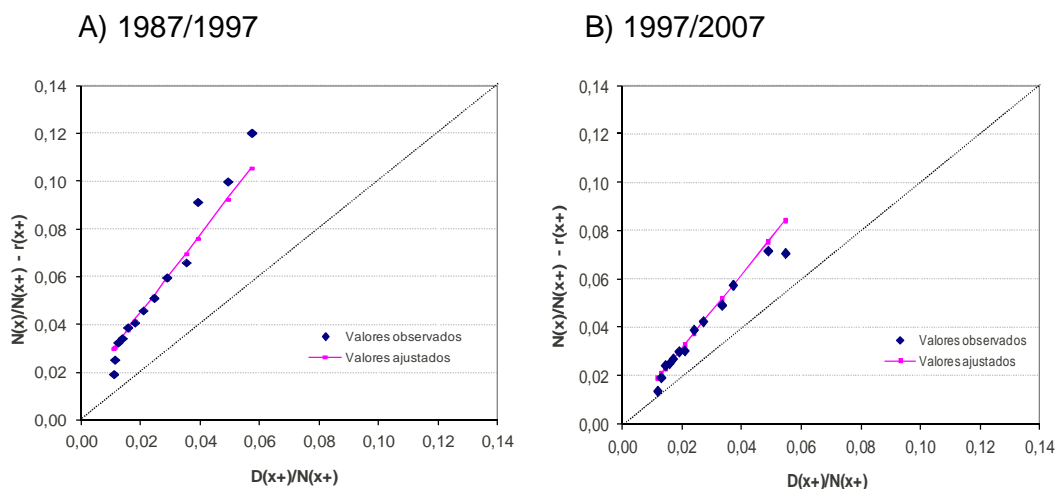 A) 1987/1997
0,14
0,12
0,10
0,08
0,06
0,04
0,02
0,00
N(x)/N(x+) - r(x+)
Valores observados
Valores ajustados
0,00 0,02 0,04 0,06 0,08 0,10 0,12 0,14
D(x+)/N(x+)
B) 1997/2007
0,14
0,12
0,10
0,08
0,06
0,04
0,02
0,00
N(x)/N(x+) - r(x+)
Valores observados
Valores ajustados
0,00 0,02 0,04 0,06 0,08 0,10 0,12 0,14
D(x+)/N(x+)